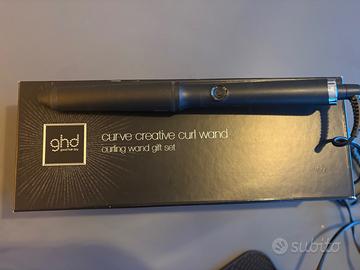 ghd
curve creative curl wand
curling wand gift set
subito